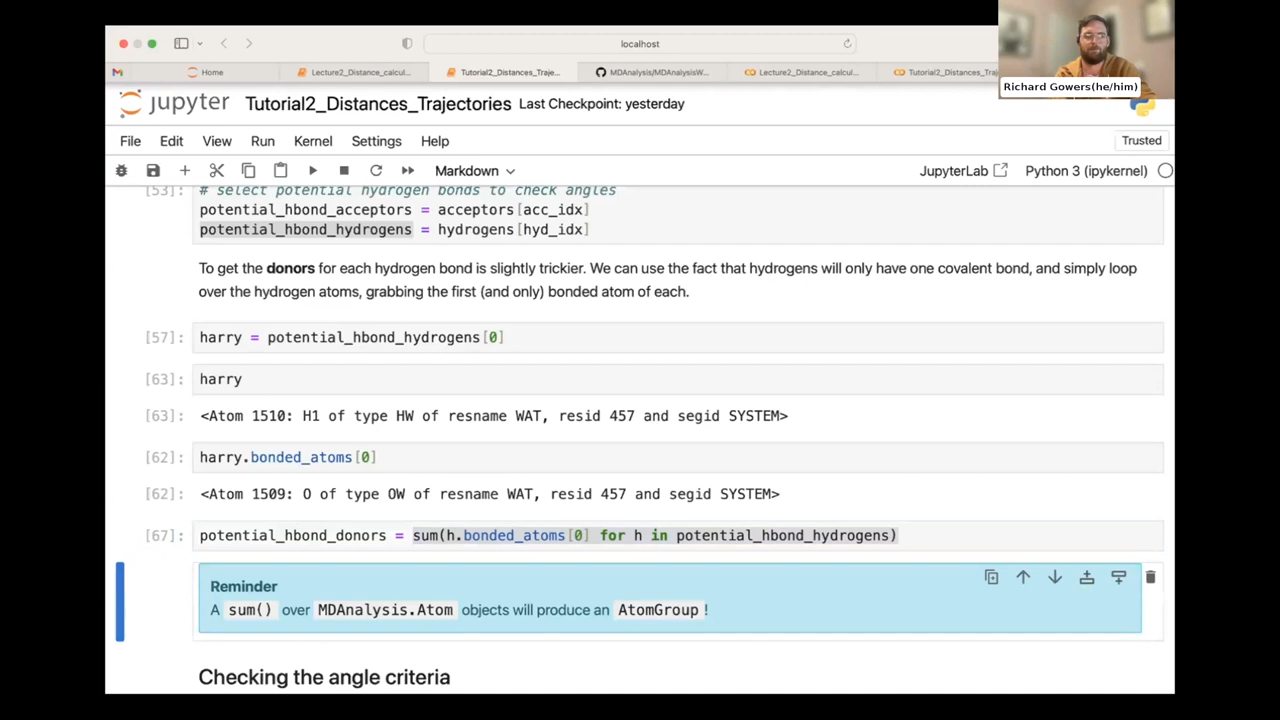 localhost
Home
Lecture2_Distance_calcul...
Tutorial2_Distances_Traje...
MDAnalysis/MDAnalysisW...
Lecture2_Distance_calcul...
Tutorial2_Distances_Tra
Richard Gowers(he/him)
jupyter Tutorial2_Distances_Trajectories Last Checkpoint: yesterday
File Edit View Run Kernel Settings Help Trusted
Markdown JupyterLab Python 3 (ipykernel)
[53]: # select potential hydrogen bonds to check angles
potential_hbond_acceptors = acceptors[acc_idx]
potential_hbond_hydrogens = hydrogens[hyd_idx]
To get the donors for each hydrogen bond is slightly trickier. We can use the fact that hydrogens will only have one covalent bond, and simply loop
over the hydrogen atoms, grabbing the first (and only) bonded atom of each.
[57]: harry = potential_hbond_hydrogens[0]
[63]: harry
[63]: <Atom 1510: H1 of type HW of resname WAT, resid 457 and segid SYSTEM>
[62]: harry.bonded_atoms[0]
[62]: <Atom 1509: O of type OW of resname WAT, resid 457 and segid SYSTEM>
[67]: potential_hbond_donors = sum(h.bonded_atoms[0] for h in potential_hbond_hydrogens)
Reminder
A sum() over MDAnalysis.Atom objects will produce an AtomGroup!
Checking the angle criteria